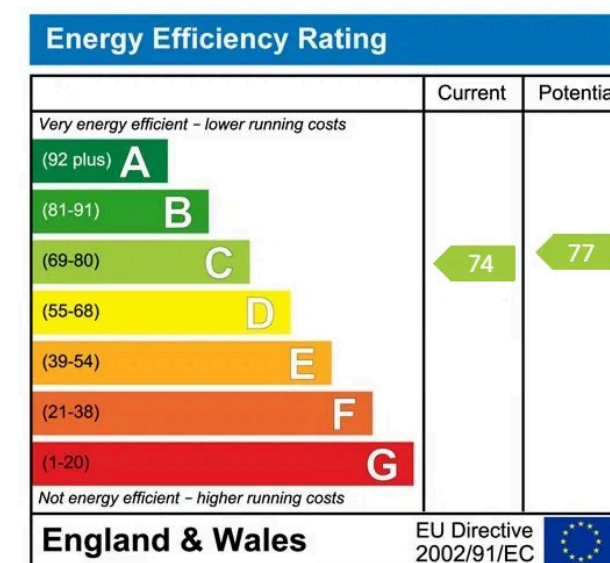 Energy Efficiency Rating
Current Potentia
Very energy efficient – lower running costs
(92 plus) A
(81-91) B
(69-80) C 74 77
(55-68) D
(39-54) E
(21-38) F
(1-20) G
Not energy efficient – higher running costs
England & Wales
EU Directive
2002/91/EC